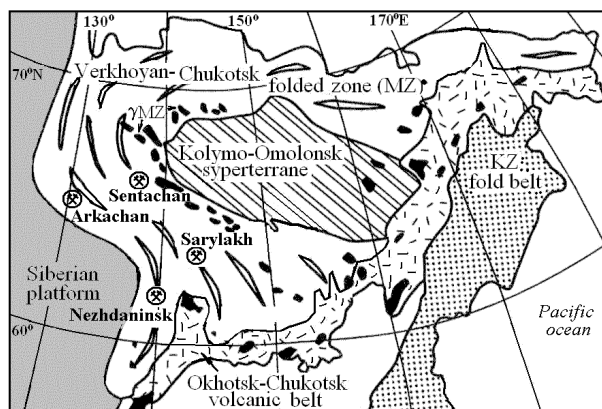 130°
150°
170°E
70°N
Verkhoyan-Chukotsk
folded zone (MZ)
γMZ
Kolymo-Omolonsk
syperterrane
KZ
fold belt
Sentachan
Arkachan
Sarylakh
Siberian
platform
Nezhdaninsk
Pacific
ocean
60°
Okhotsk-Chukotsk
volcanic belt